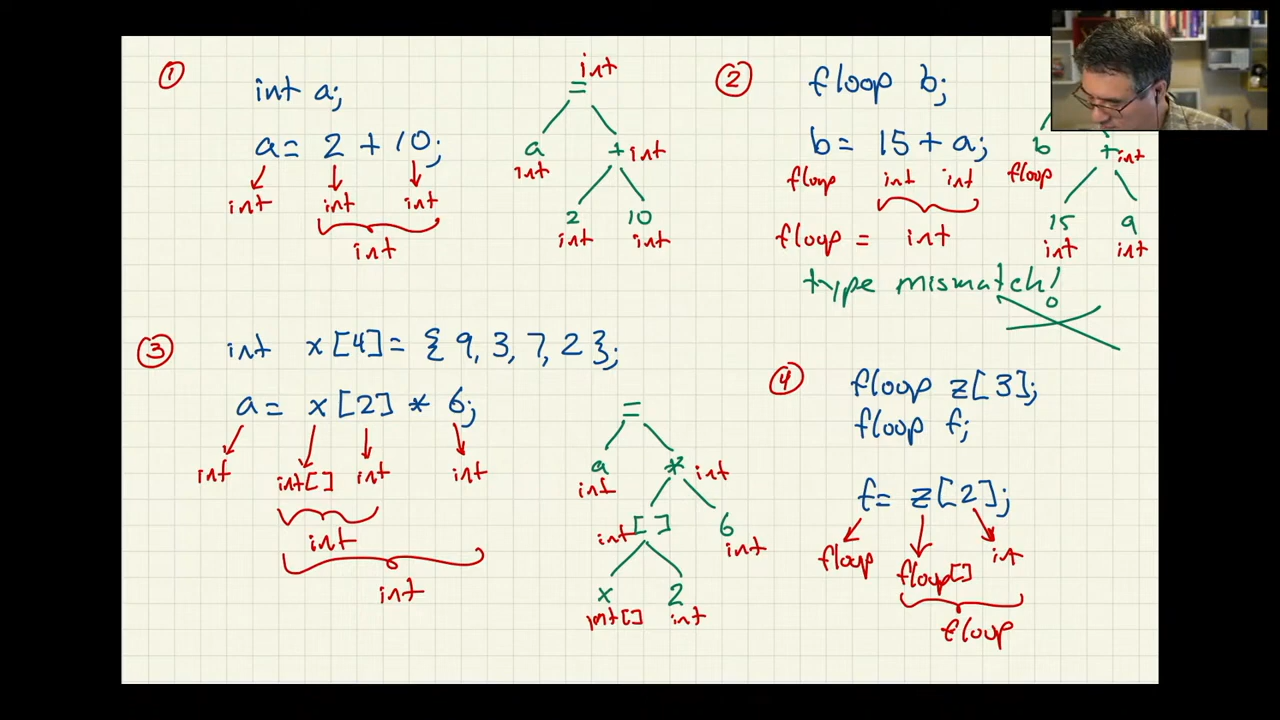 ①
int a;
a = 2 + 10;
int int int
int
int
=
a + int
int
2 10
int int
②
floop b;
b = 15 + a;
floop int int
floop = int
type mismatch!
b + int
floop
15 a
int int
③
int x[4] = { 9, 3, 7, 2 };
a = x[2] * 6;
int int[] int int
int
int
=
a * int
int
int [ ] 6
int
x 2
int[] int
④
floop z[3];
floop f;
f = z[2];
floop floop[] int
floop